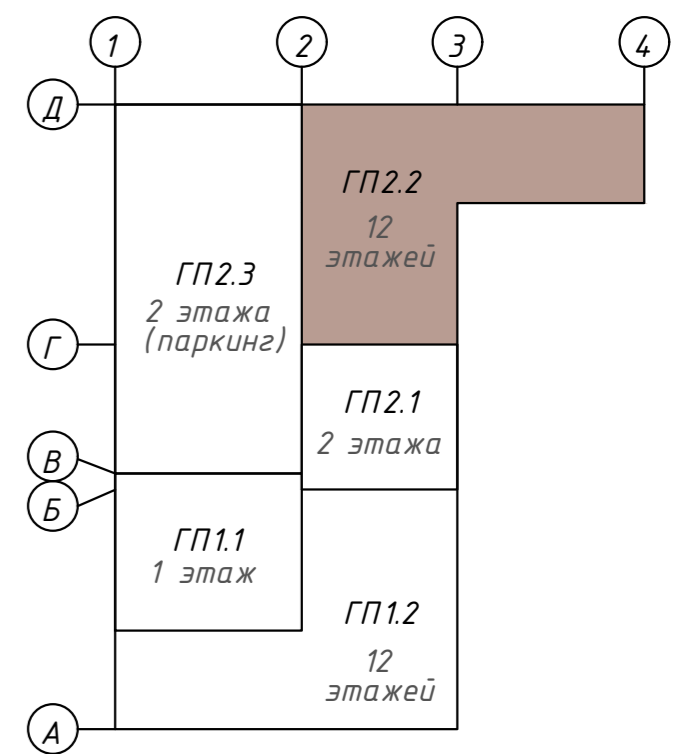 1
2
3
4
Д
ГП2.2
12
этажей
ГП2.3
2 этажа
(паркинг)
Г
ГП2.1
2 этажа
В
Б
ГП1.1
1 этаж
ГП1.2
12
этажей
А